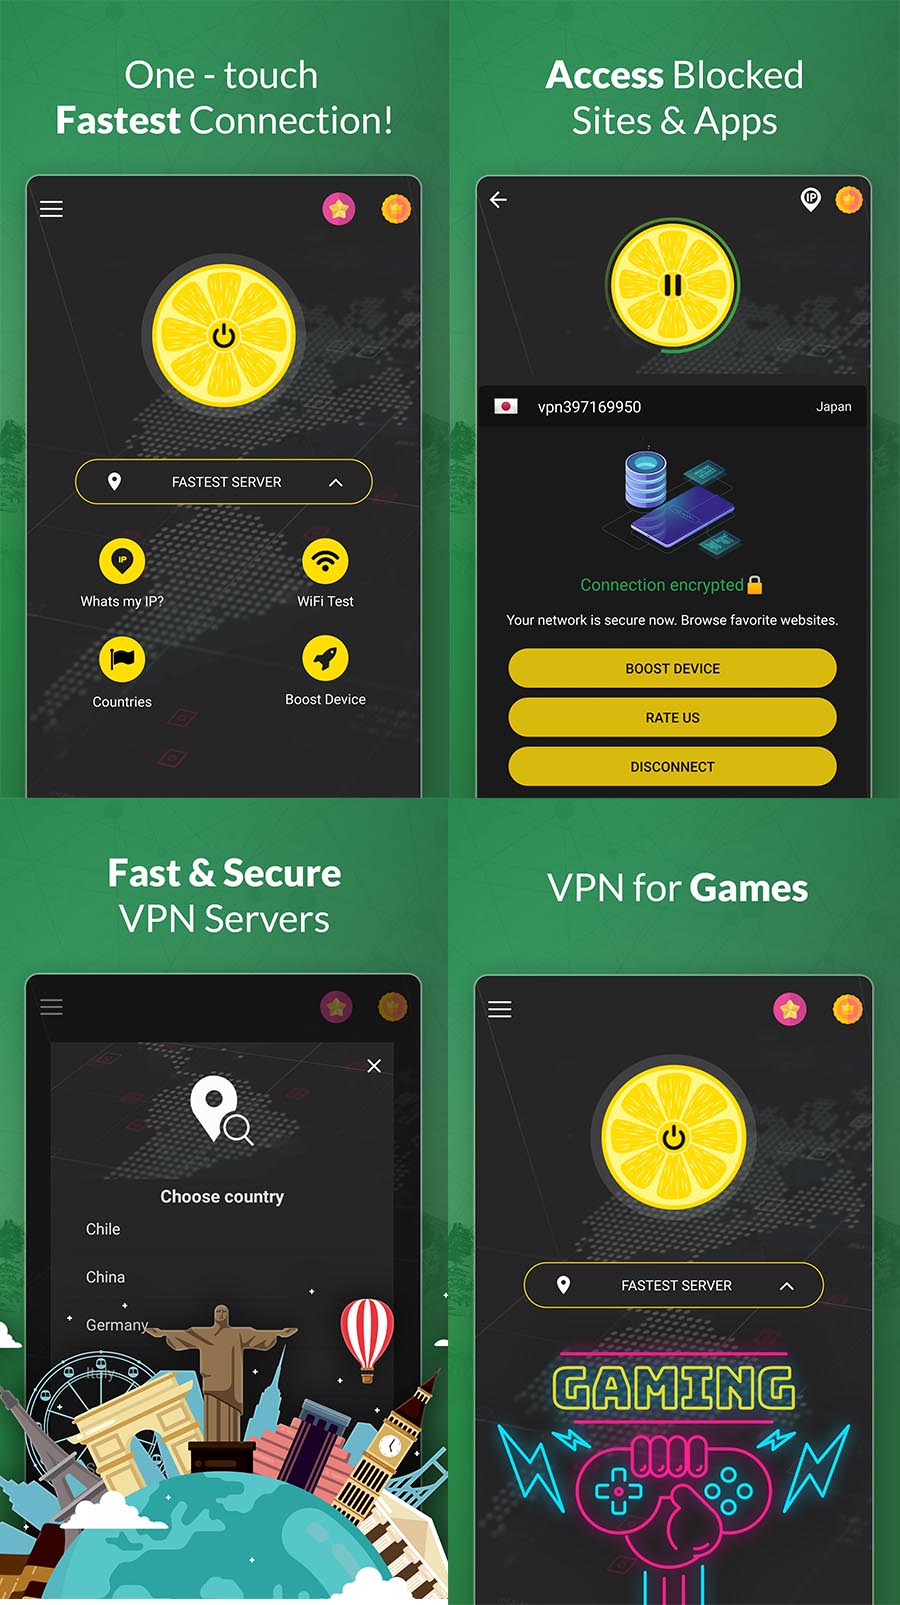 One - touch
Fastest Connection!
FASTEST SERVER
IP
Whats my IP?
WiFi Test
Countries
Boost Device
Access Blocked
Sites & Apps
IP
vpn397169950
Japan
Connection encrypted
Your network is secure now. Browse favorite websites.
BOOST DEVICE
RATE US
DISCONNECT
Fast & Secure
VPN Servers
Choose country
Chile
China
Germany
Italy
VPN for Games
FASTEST SERVER
GAMING